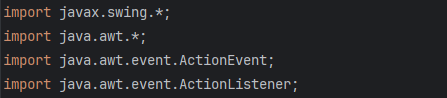 import javax.swing.*;
import java.awt.*;
import java.awt.event.ActionEvent;
import java.awt.event.ActionListener;